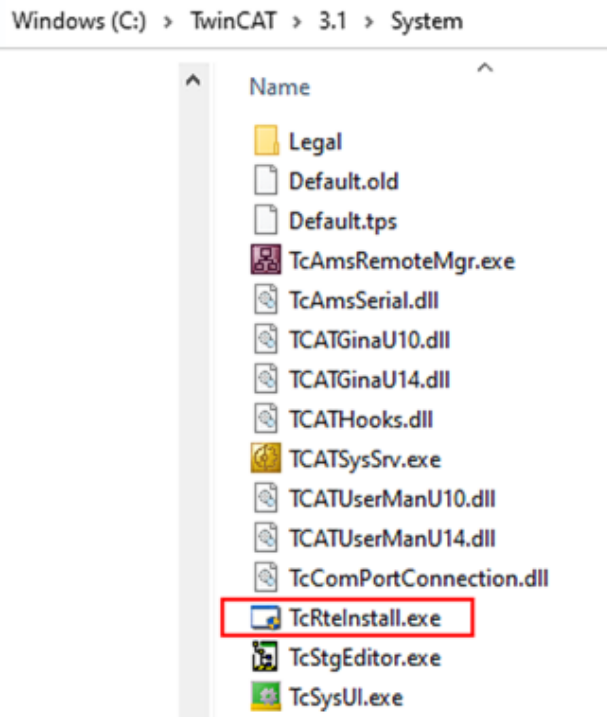 Windows (C:) > TwinCAT > 3.1 > System
Name
Legal
Default.old
Default.tps
TcAmsRemoteMgr.exe
TcAmsSerial.dll
TCATGinaU10.dll
TCATGinaU14.dll
TCATHooks.dll
TCATSysSrv.exe
TCATUserManU10.dll
TCATUserManU14.dll
TcComPortConnection.dll
TcRteInstall.exe
TcStgEditor.exe
TcSysUI.exe